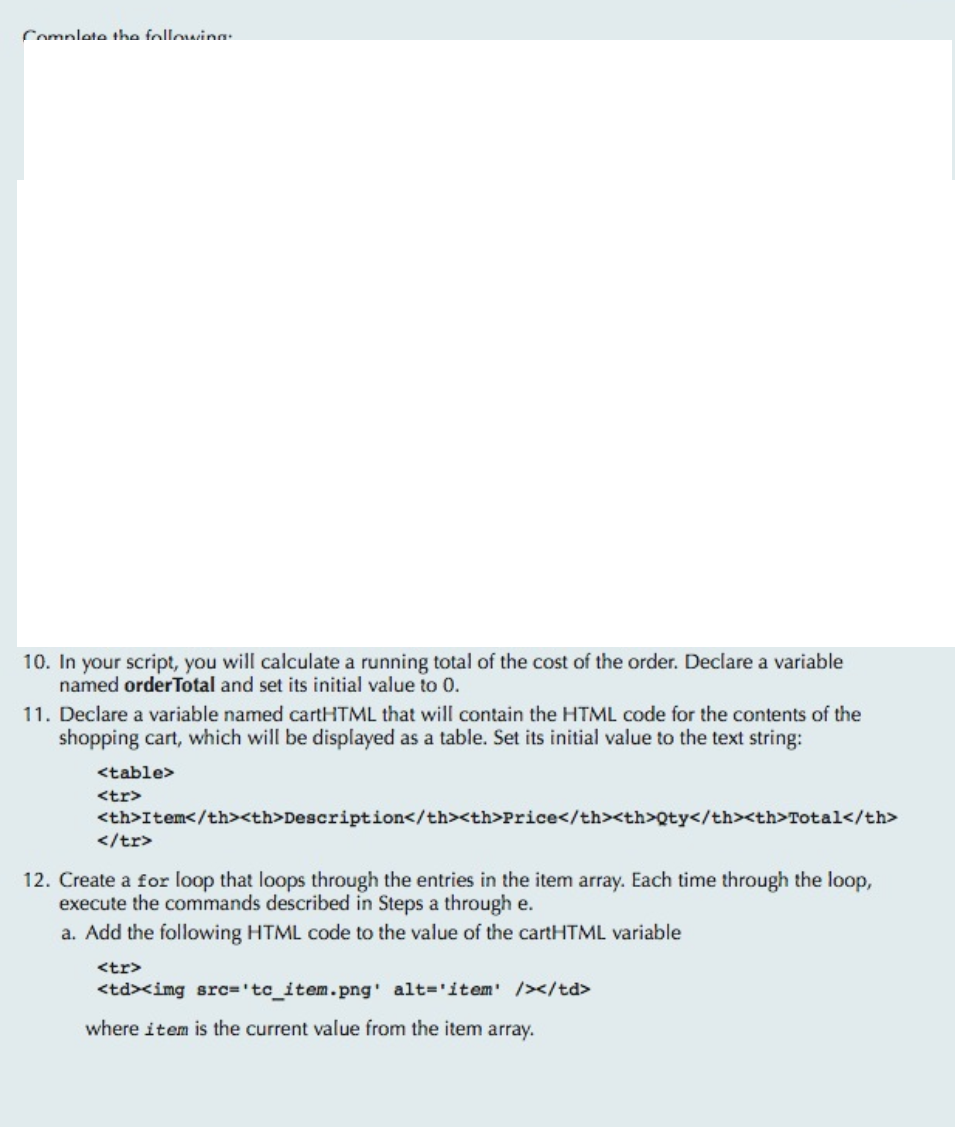 Complete the following:
10. In your script, you will calculate a running total of the cost of the order. Declare a variable
named orderTotal and set its initial value to 0.
11. Declare a variable named cartHTML that will contain the HTML code for the contents of the
shopping cart, which will be displayed as a table. Set its initial value to the text string:
<table>
<tr>
<th>Item</th><th>Description</th><th>Price</th><th>Qty</th><th>Total</th>
</tr>
12. Create a for loop that loops through the entries in the item array. Each time through the loop,
execute the commands described in Steps a through e.
a. Add the following HTML code to the value of the cartHTML variable
<tr>
<td><img src='tc_item.png' alt='item' /></td>
where item is the current value from the item array.